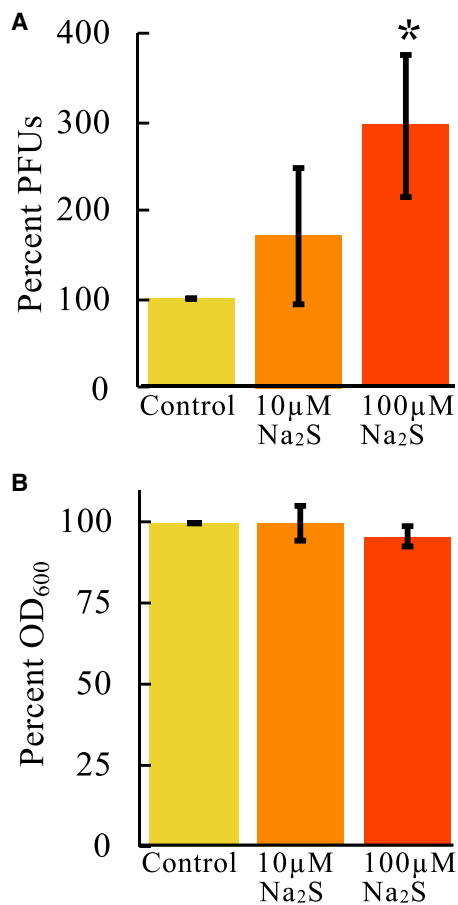 A
Percent PFUs
400
300
200
100
0
*
Control 10µM 100µM
Na₂S Na₂S
B
Percent OD₆₀₀
100
75
50
25
0
Control 10µM 100µM
Na₂S Na₂S